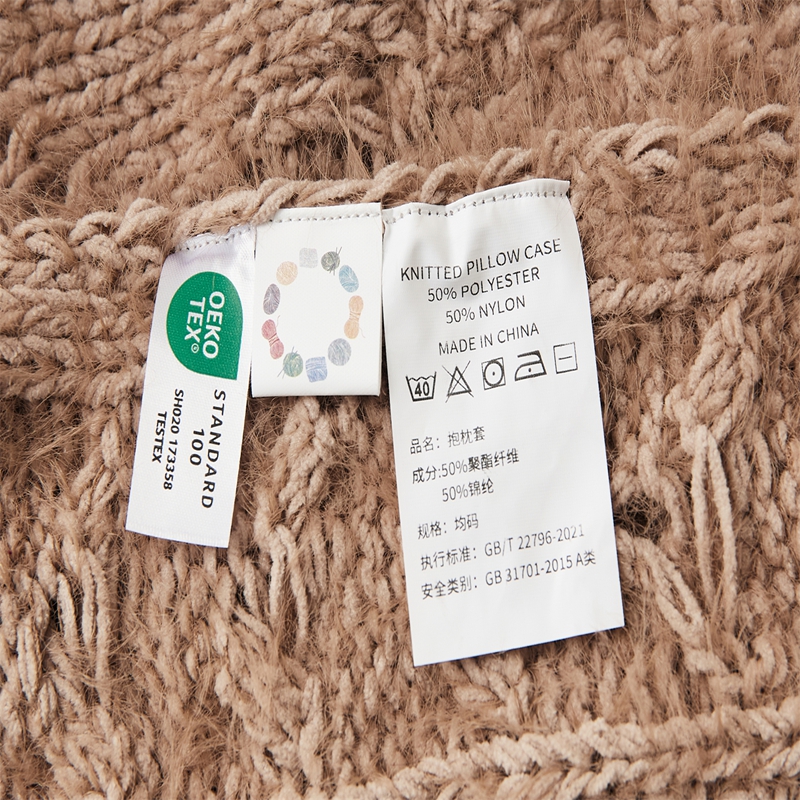 OEKO
TEX®
STANDARD
100
SH020 173358
TESTEX
KNITTED PILLOW CASE
50% POLYESTER
50% NYLON
MADE IN CHINA
40
品名：抱枕套
成分:50%聚酯纤维
50%锦纶
规格：均码
执行标准：GB/T 22796-2021
安全类别：GB 31701-2015 A类